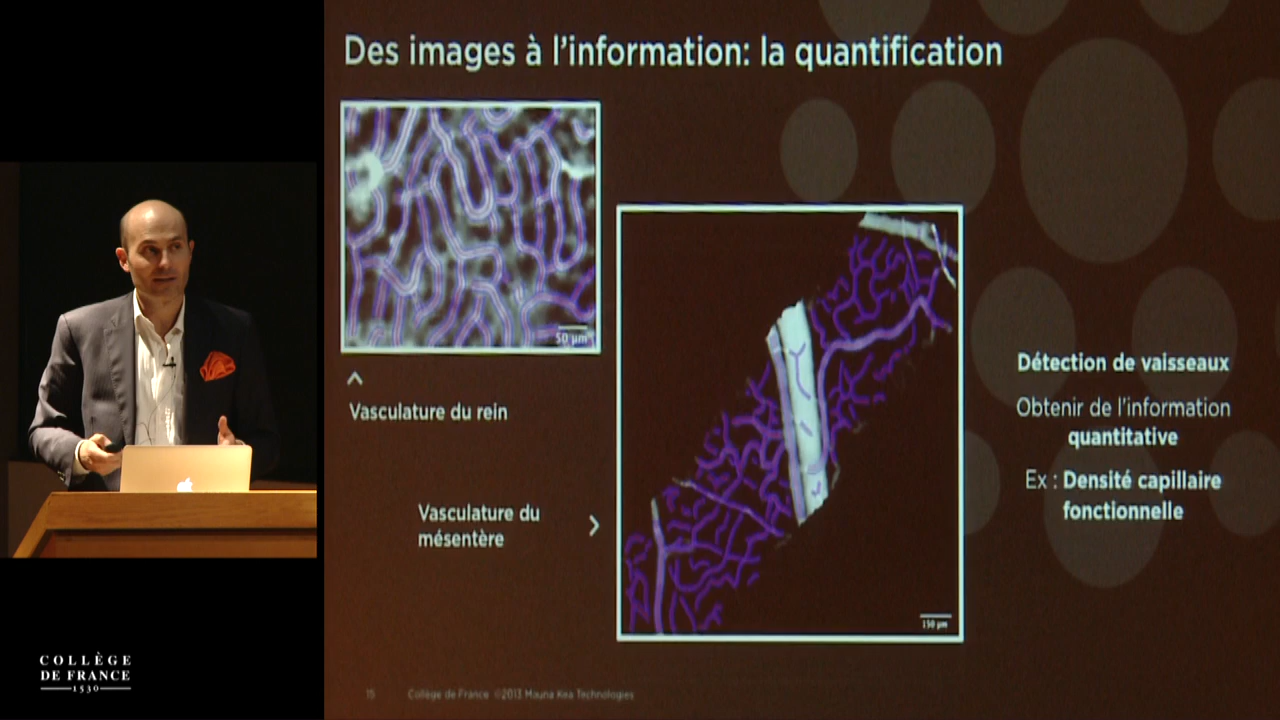 Des images à l'information: la quantification
50 µm
Vasculature du rein
Vasculature du
mésentère
150 µm
Détection de vaisseaux
Obtenir de l'information
quantitative
Ex : Densité capillaire
fonctionnelle
15 Collège de France ©2013 Mauna Kea Technologies
COLLÈGE
DE FRANCE
1530